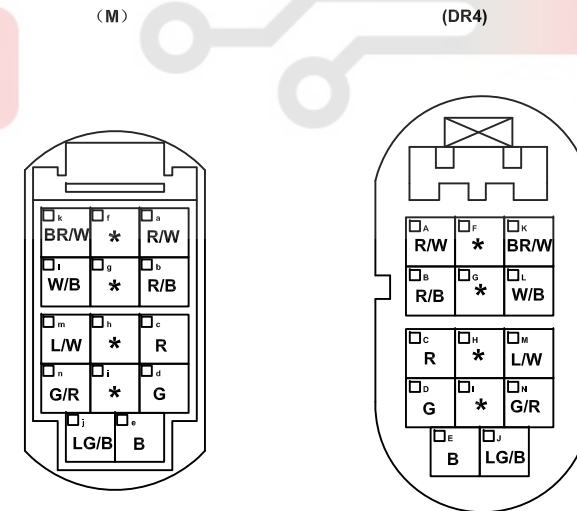 (M)
(DR4)
k f a
BR/W * R/W
l g b
W/B * R/B
m h c
L/W * R
n i d
G/R * G
j e
LG/B B
A F K
R/W * BR/W
B G L
R/B * W/B
C H M
R * L/W
D I N
G * G/R
E J
B LG/B